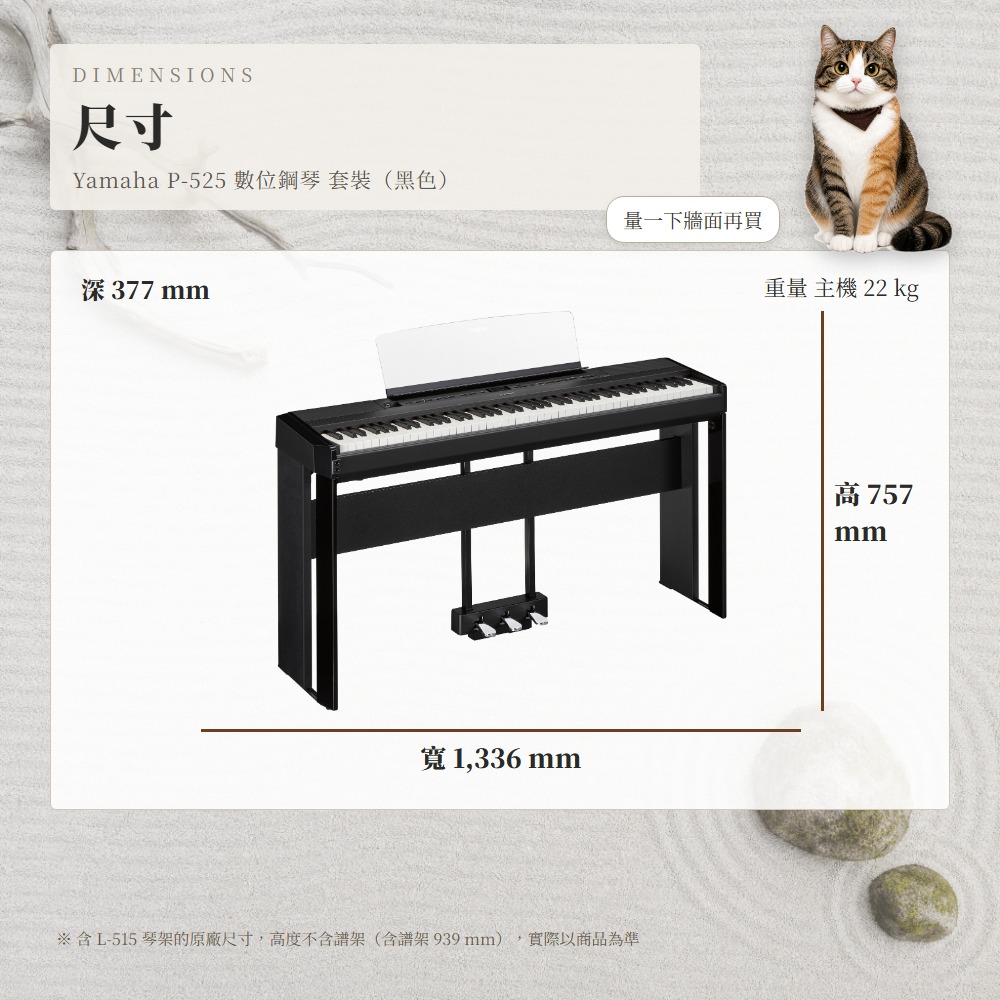 DIMENSIONS
尺寸
Yamaha P-525 數位鋼琴 套裝（黑色）
量一下牆面再買
深 377 mm
重量 主機 22 kg
高 757
mm
寬 1,336 mm
※ 含 L-515 琴架的原廠尺寸，高度不含譜架（含譜架 939 mm），實際以商品為準